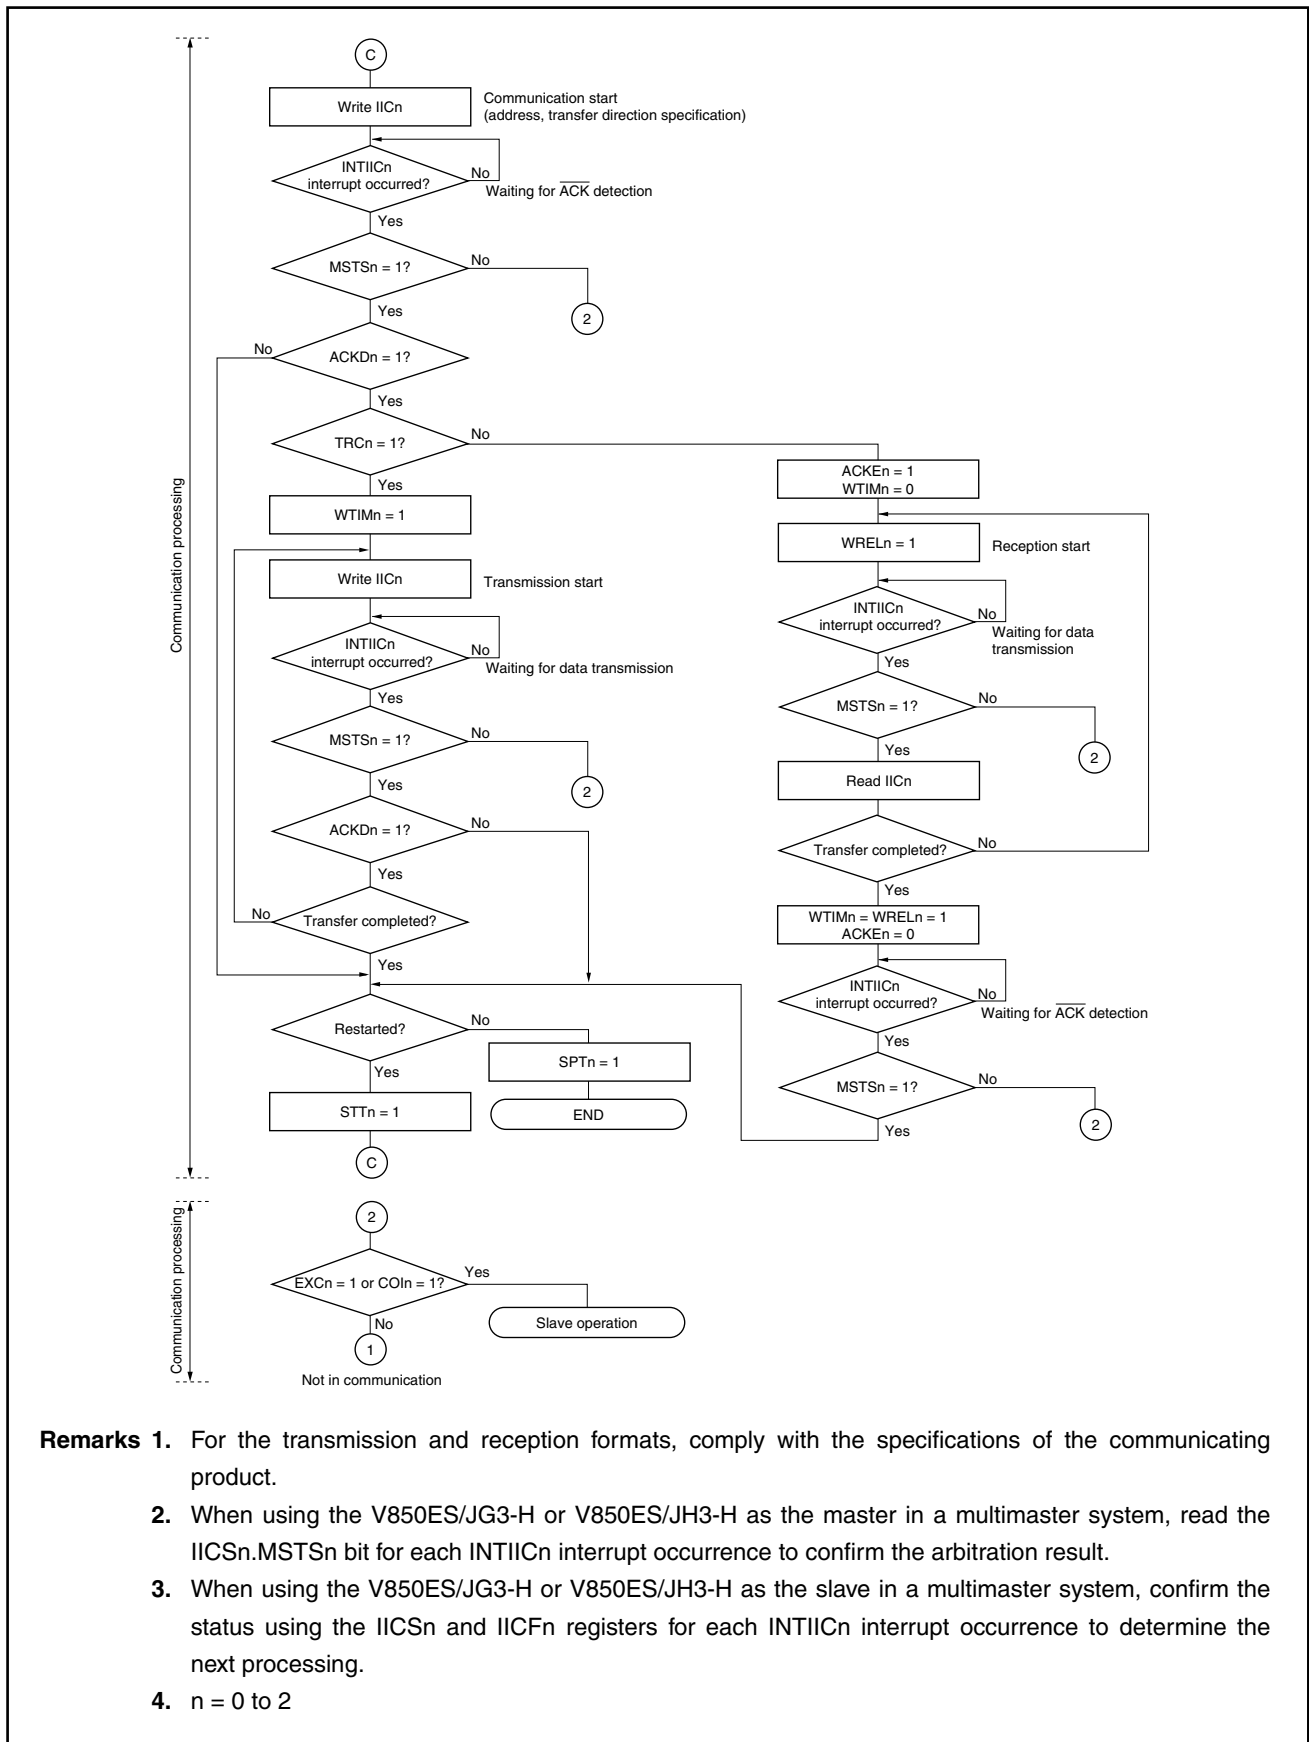 C
Write IICn
Communication start
(address, transfer direction specification)
INTIICn
interrupt occurred?
No
Waiting for ACK detection
Yes
MSTSn = 1?
No
2
Yes
ACKDn = 1?
No
Yes
TRCn = 1?
No
Yes
WTIMn = 1
Write IICn
Transmission start
INTIICn
interrupt occurred?
No
Waiting for data transmission
Yes
MSTSn = 1?
No
2
Yes
ACKDn = 1?
No
Yes
Transfer completed?
No
Yes
Restarted?
No
SPTn = 1
END
Yes
STTn = 1
C
ACKEn = 1
WTIMn = 0
WRELn = 1
Reception start
INTIICn
interrupt occurred?
No
Waiting for data
transmission
Yes
MSTSn = 1?
No
2
Yes
Read IICn
Transfer completed?
No
Yes
WTIMn = WRELn = 1
ACKEn = 0
INTIICn
interrupt occurred?
No
Waiting for ACK detection
Yes
MSTSn = 1?
No
2
Yes
Communication processing
2
EXCn = 1 or COIn = 1?
Yes
Slave operation
No
1
Not in communication
Communication processing
Remarks 1. For the transmission and reception formats, comply with the specifications of the communicating
product.
2. When using the V850ES/JG3-H or V850ES/JH3-H as the master in a multimaster system, read the
IICSn.MSTSn bit for each INTIICn interrupt occurrence to confirm the arbitration result.
3. When using the V850ES/JG3-H or V850ES/JH3-H as the slave in a multimaster system, confirm the
status using the IICSn and IICFn registers for each INTIICn interrupt occurrence to determine the
next processing.
4. n = 0 to 2